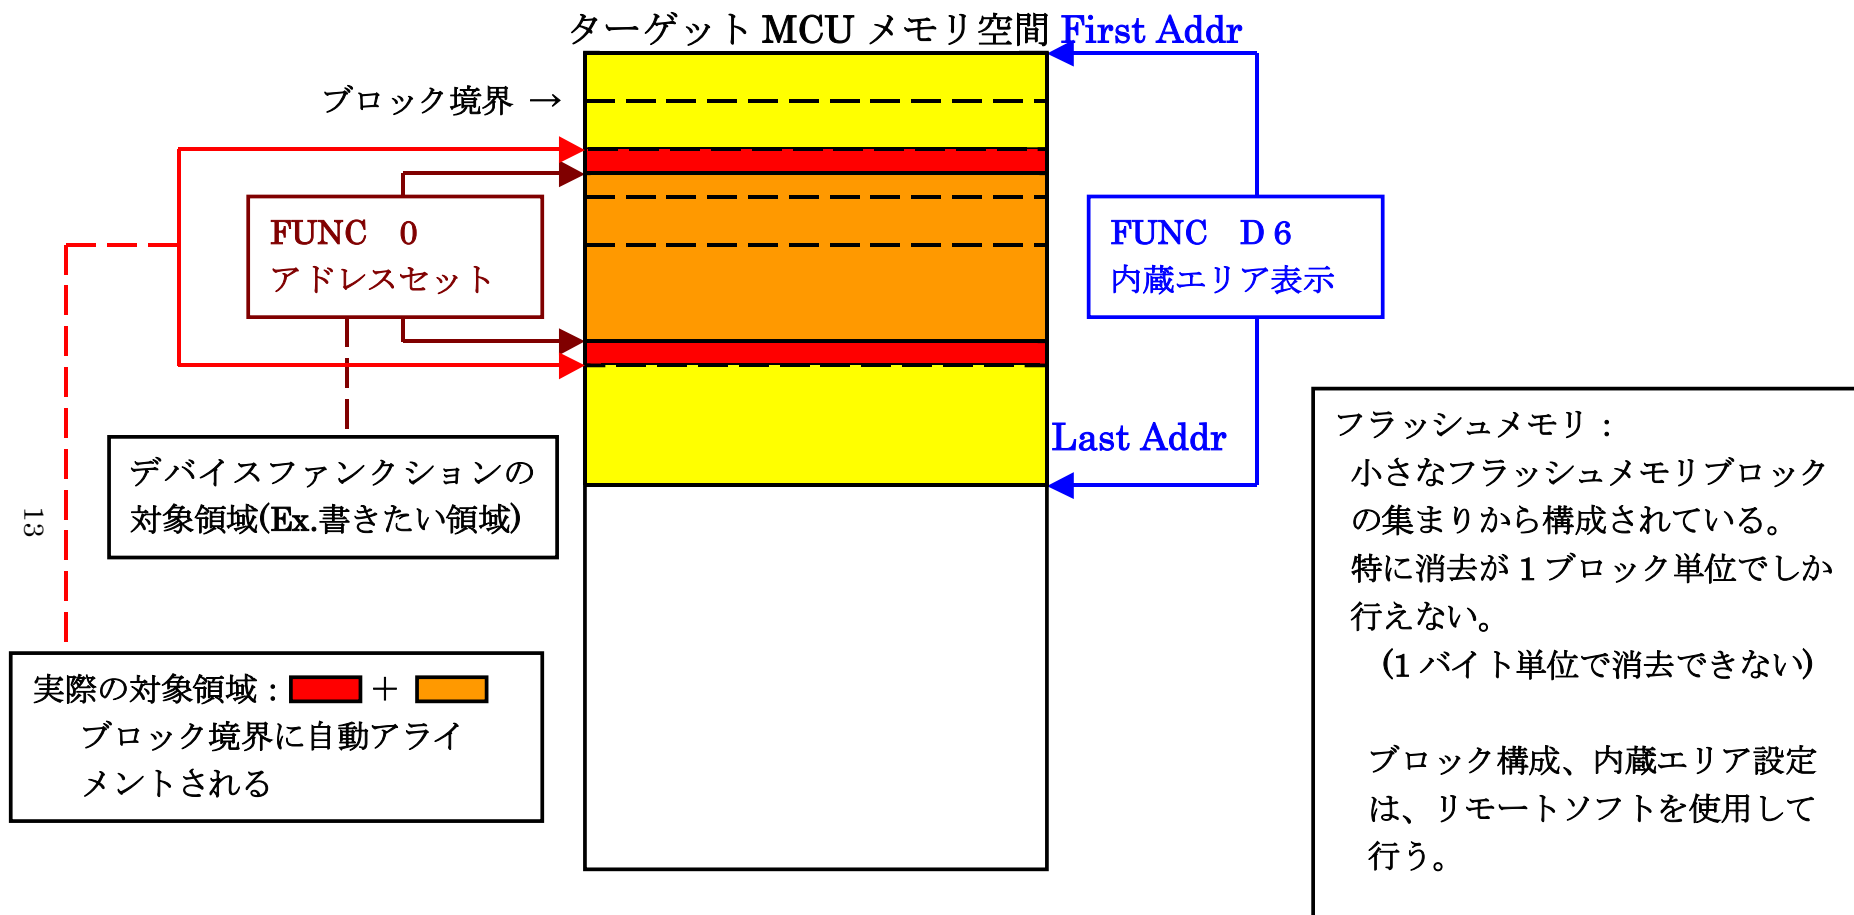 ターゲット MCU メモリ空間 First Addr
ブロック境界 →
FUNC 0
アドレスセット
FUNC D6
内蔵エリア表示
Last Addr
デバイスファンクションの
対象領域(Ex.書きたい領域)
13
実際の対象領域: +
ブロック境界に自動アライ
メントされる
フラッシュメモリ:
小さなフラッシュメモリブロック
の集まりから構成されている。
特に消去が1ブロック単位でしか
行えない。
(1バイト単位で消去できない)
ブロック構成、内蔵エリア設定
は、リモートソフトを使用して
行う。